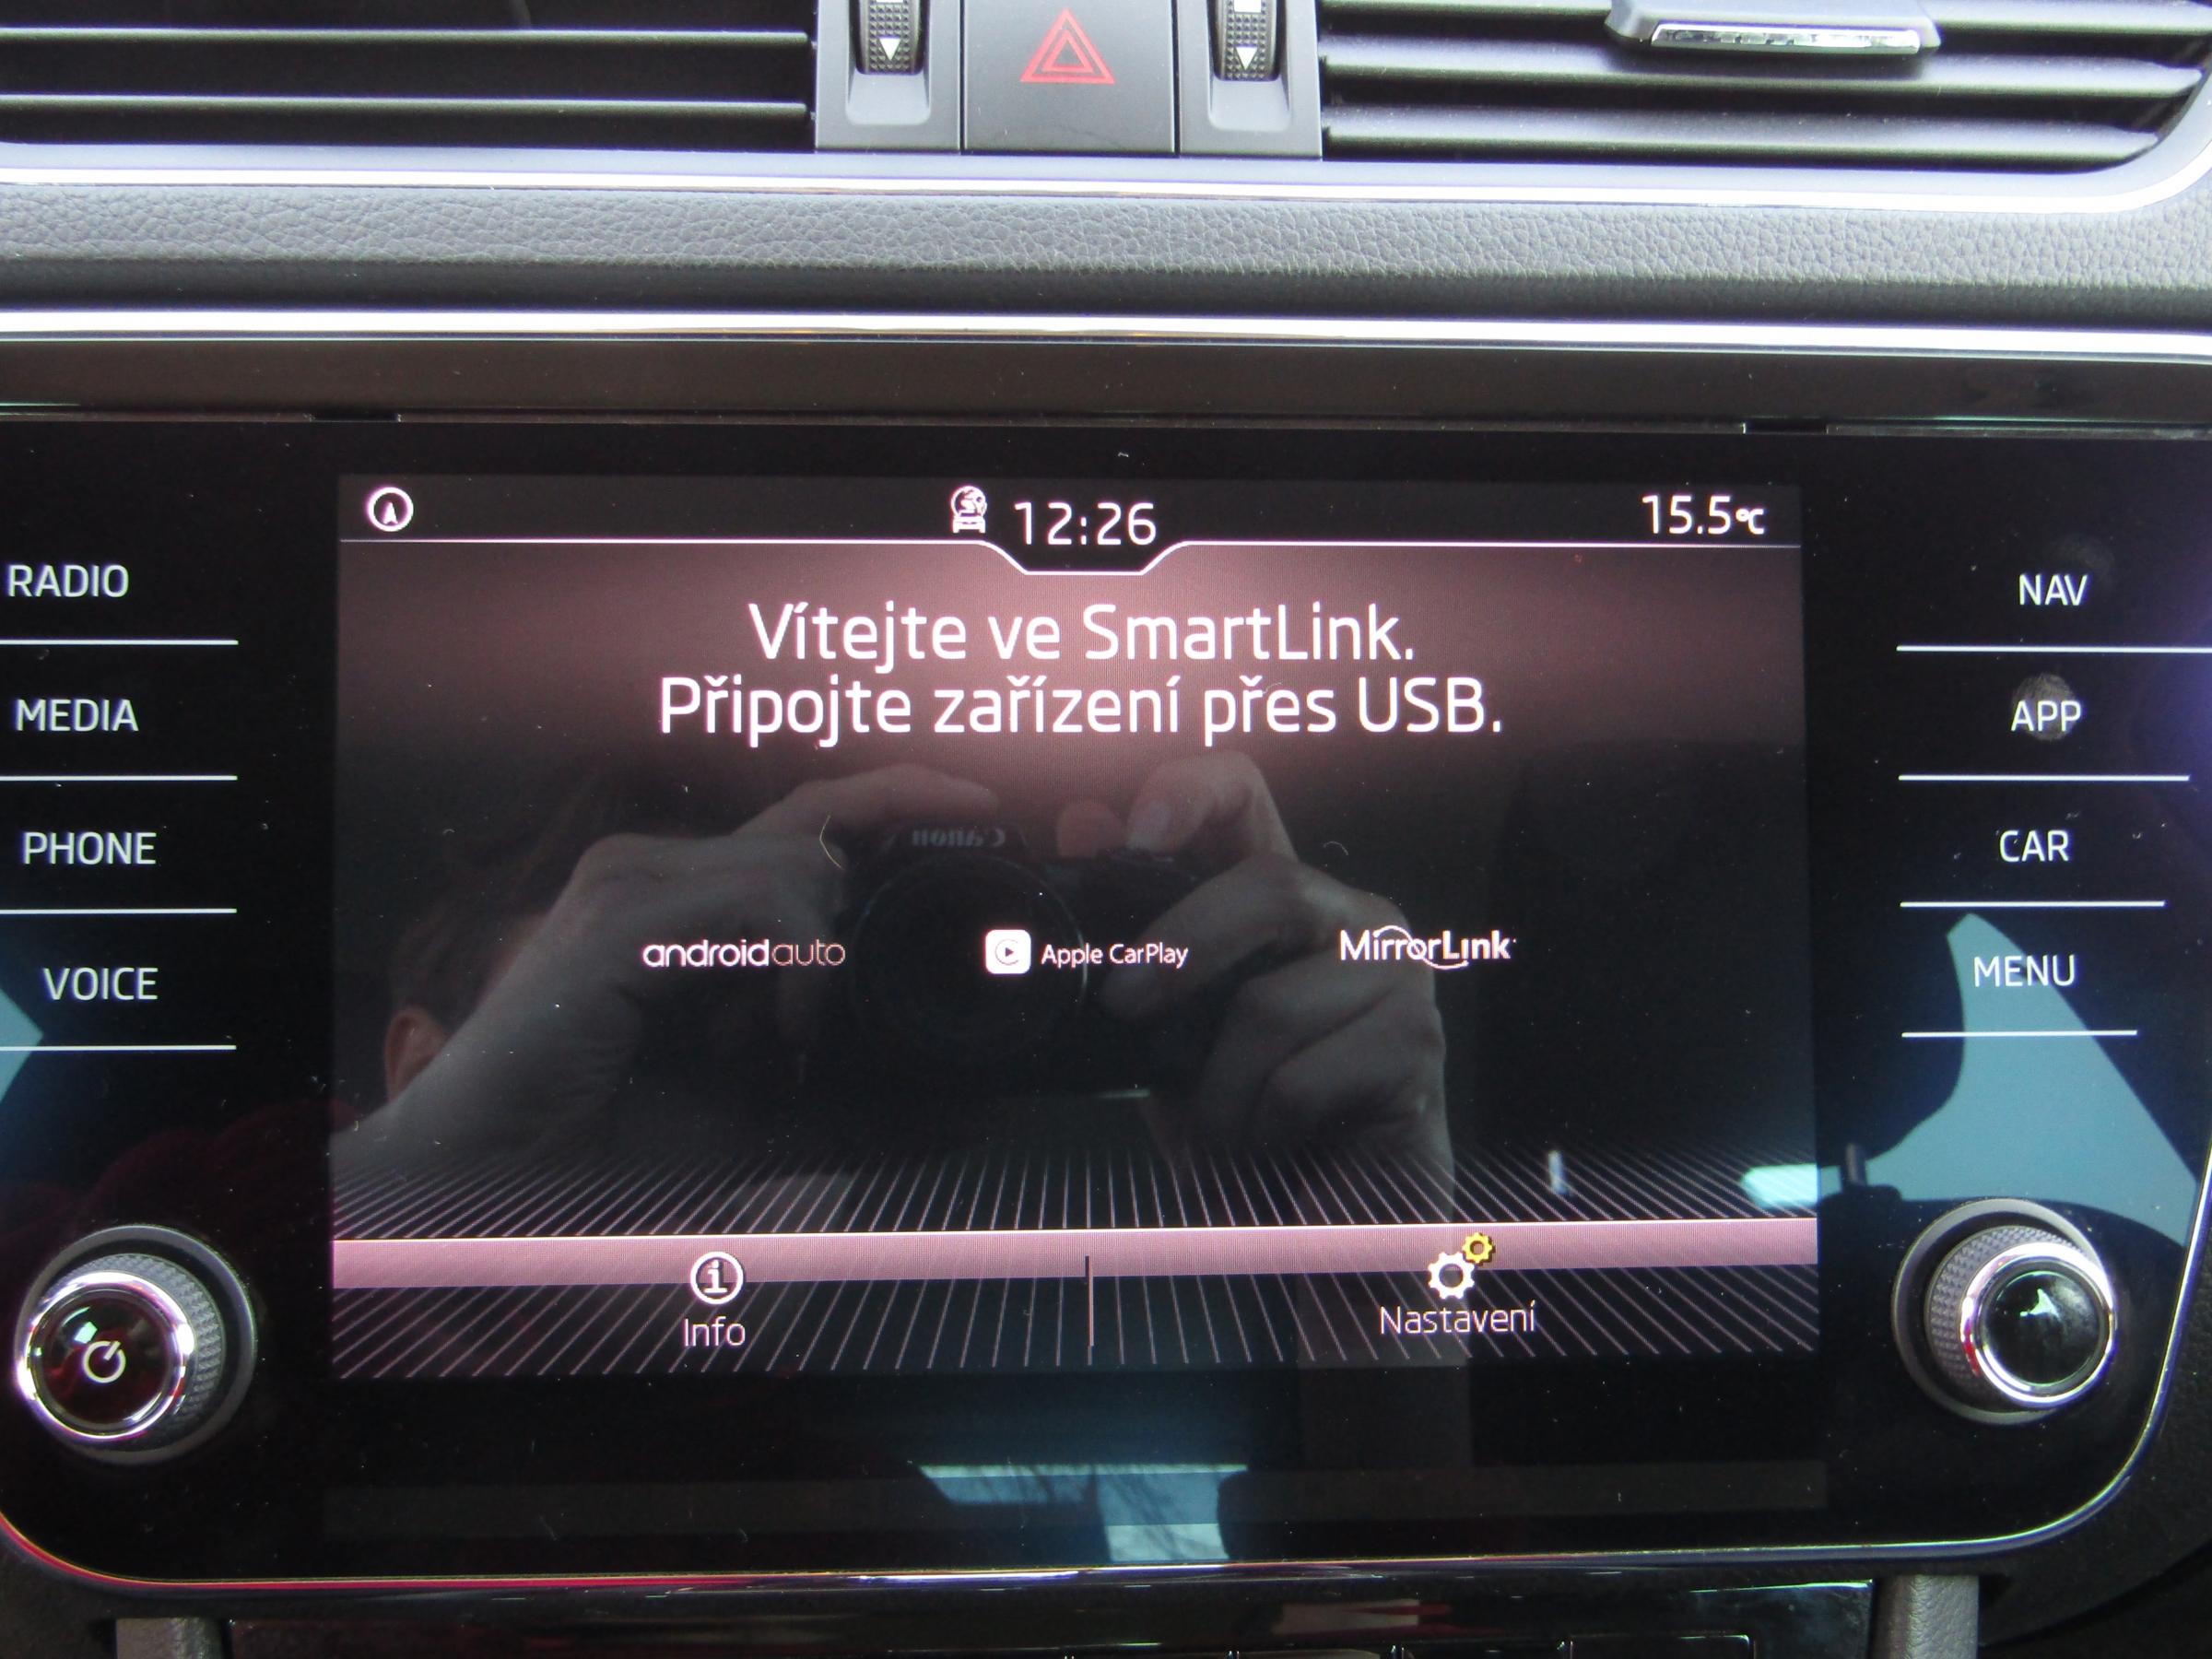 12:26
15.5°C
RADIO
MEDIA
PHONE
VOICE
Vítejte ve SmartLink.
Připojte zařízení přes USB.
Canon
androidauto
Apple CarPlay
MirrorLink
Info
Nastavení
NAV
APP
CAR
MENU